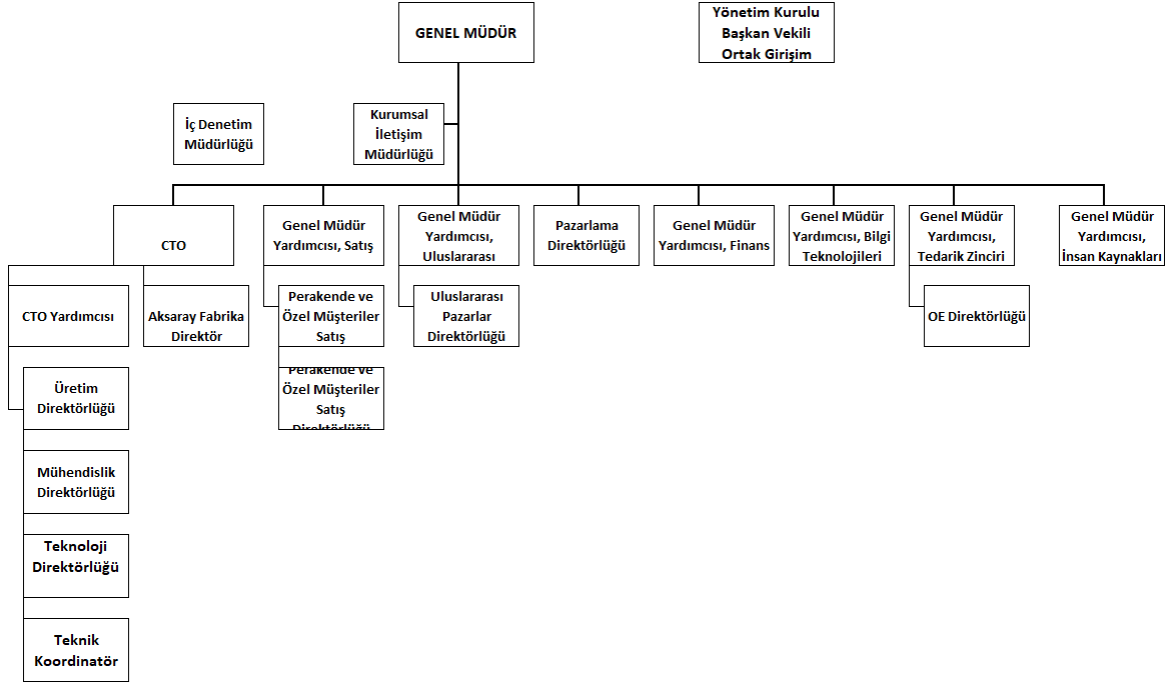 GENEL MÜDÜR
Yönetim Kurulu
Başkan Vekili
Ortak Girişim
İç Denetim
Müdürlüğü
Kurumsal
İletişim
Müdürlüğü
CTO
Genel Müdür
Yardımcısı, Satış
Genel Müdür
Yardımcısı,
Uluslararası
Pazarlama
Direktörlüğü
Genel Müdür
Yardımcısı, Finans
Genel Müdür
Yardımcısı, Bilgi
Teknolojileri
Genel Müdür
Yardımcısı,
Tedarik Zinciri
Genel Müdür
Yardımcısı,
İnsan Kaynakları
CTO Yardımcısı
Aksaray Fabrika
Direktör
Perakende ve
Özel Müşteriler
Satış
Uluslararası
Pazarlar
Direktörlüğü
OE Direktörlüğü
Üretim
Direktörlüğü
Perakende ve
Özel Müşteriler
Satış
Direktörlüğü
Mühendislik
Direktörlüğü
Teknoloji
Direktörlüğü
Teknik
Koordinatör